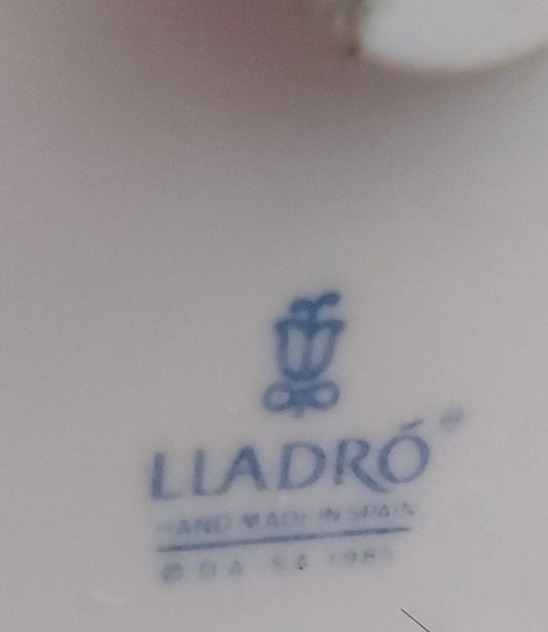 LLADRÓ ®
HAND MADE IN SPAIN
© D.A. S.A.